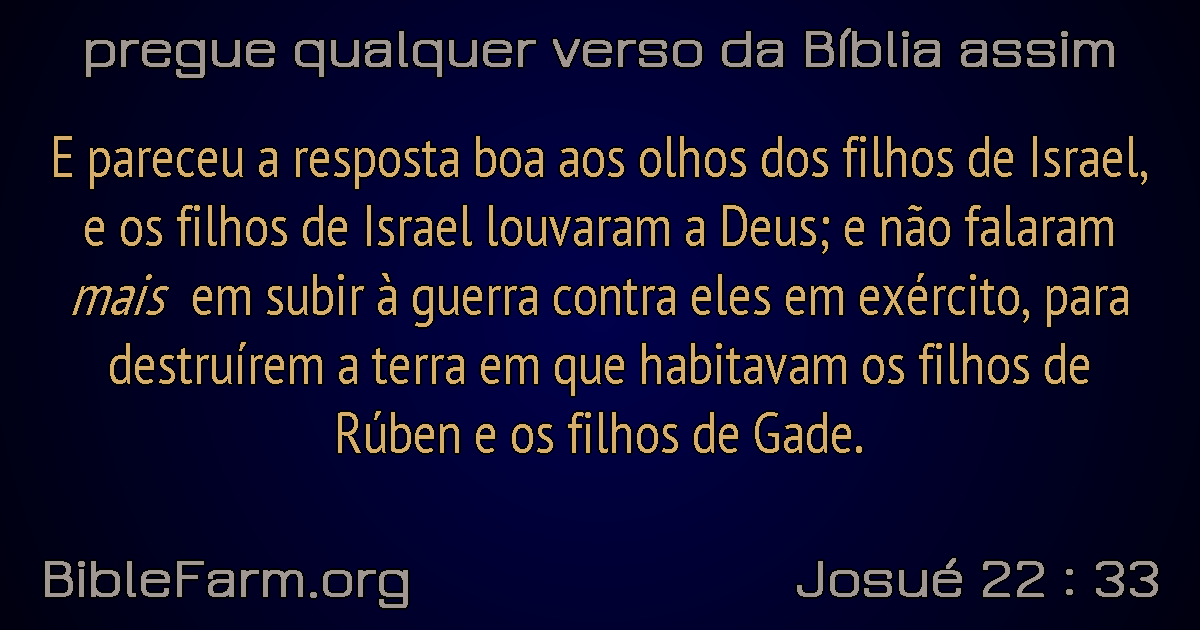 pregue qualquer verso da Bíblia assim
E pareceu a resposta boa aos olhos dos filhos de Israel,
e os filhos de Israel louvaram a Deus; e não falaram
mais em subir à guerra contra eles em exército, para
destruírem a terra em que habitavam os filhos de
Rúben e os filhos de Gade.
BibleFarm.org
Josué 22 : 33